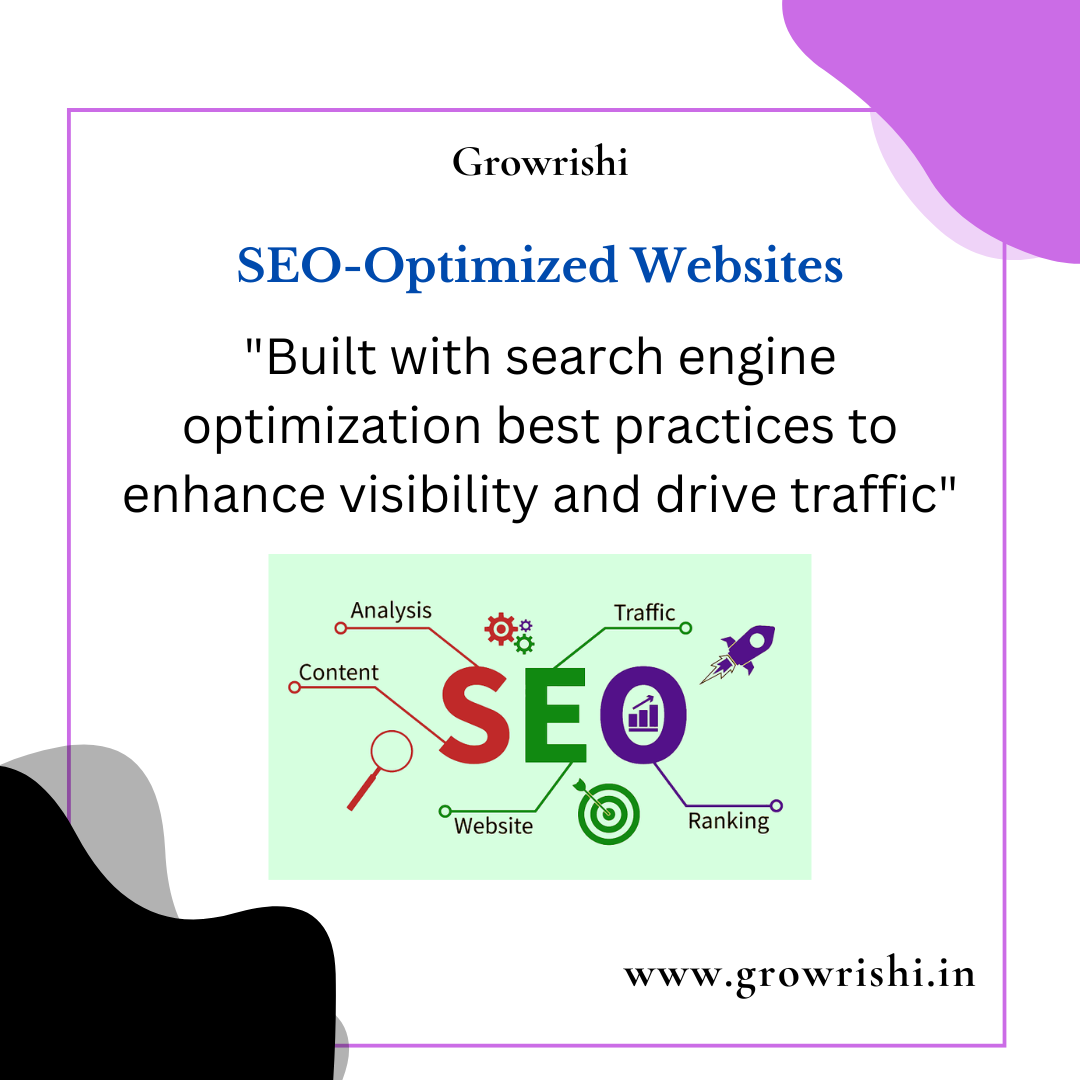 Growrishi
SEO-Optimized Websites
"Built with search engine
optimization best practices to
enhance visibility and drive traffic"
Analysis
Traffic
Content
SEO
Website
Ranking
www.growrishi.in